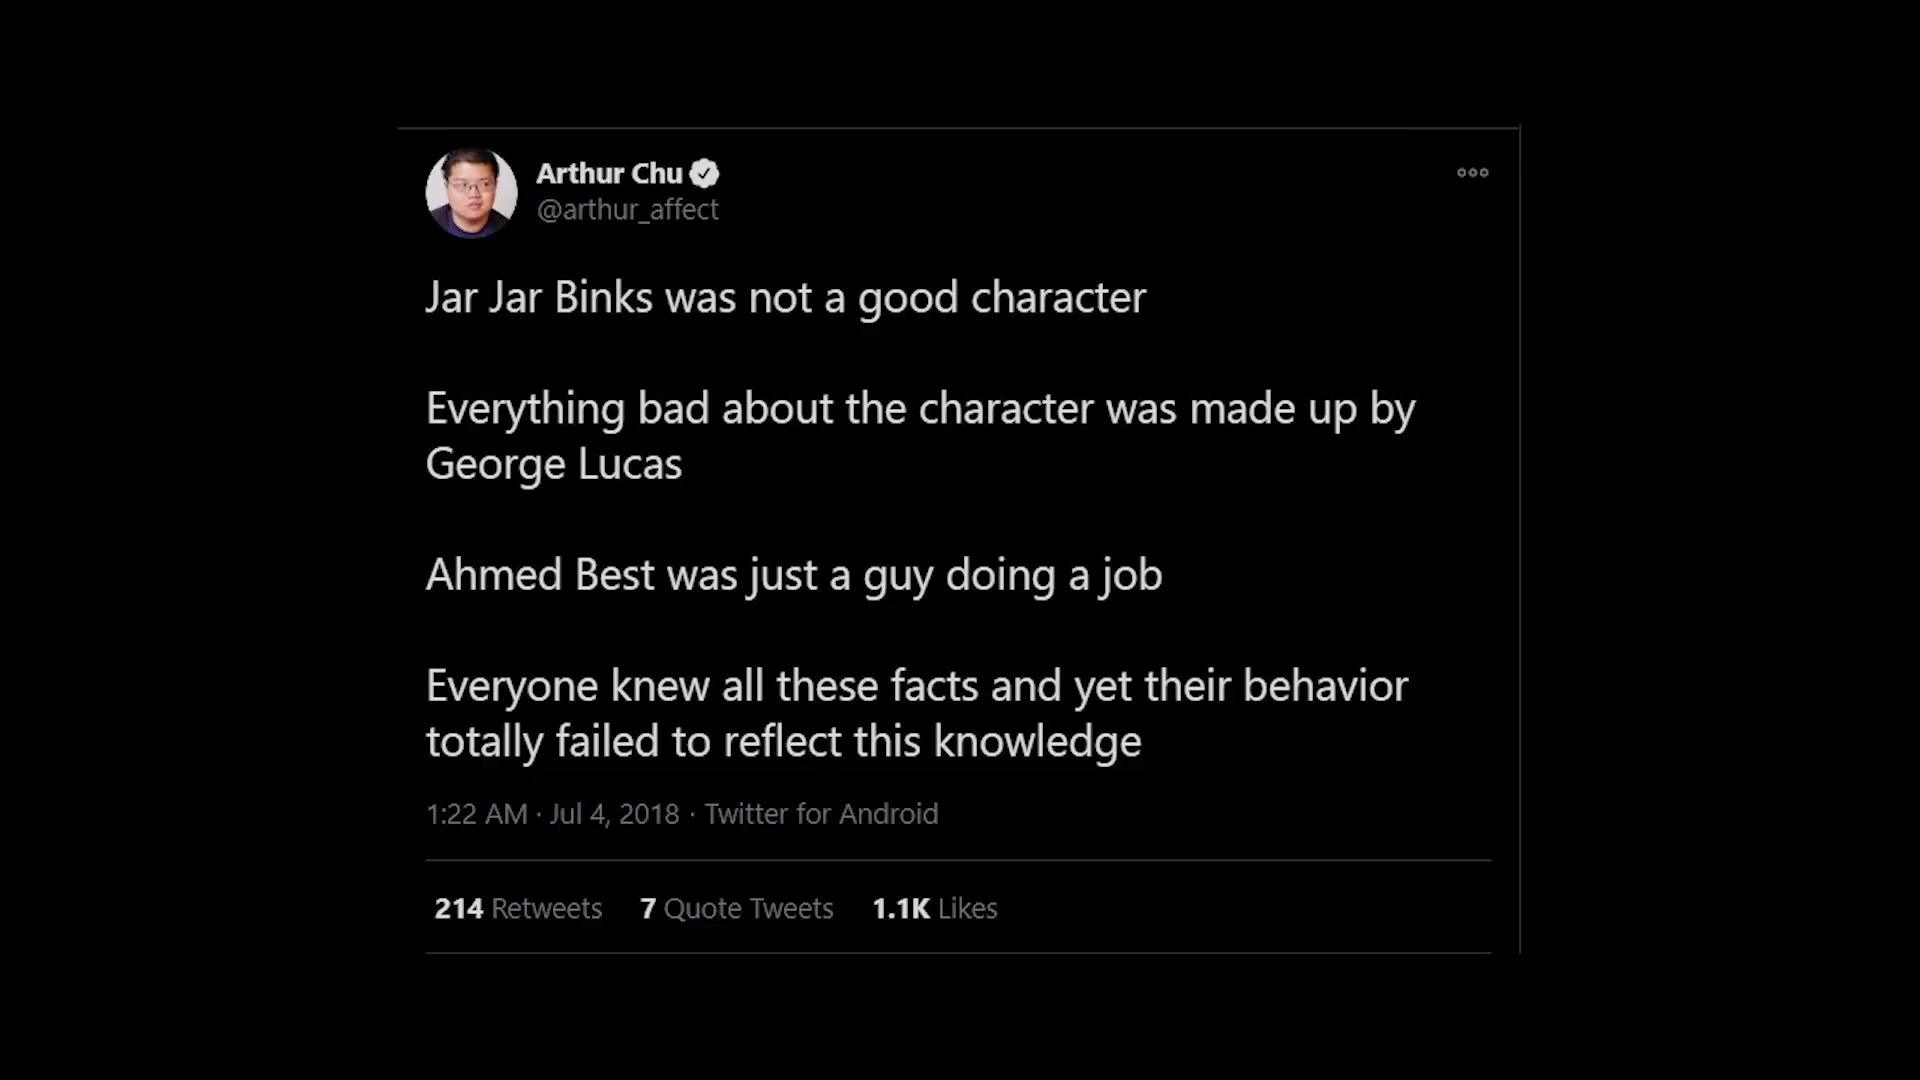 Arthur Chu
@arthur_affect
Jar Jar Binks was not a good character
Everything bad about the character was made up by
George Lucas
Ahmed Best was just a guy doing a job
Everyone knew all these facts and yet their behavior
totally failed to reflect this knowledge
1:22 AM · Jul 4, 2018 · Twitter for Android
214 Retweets 7 Quote Tweets 1.1K Likes